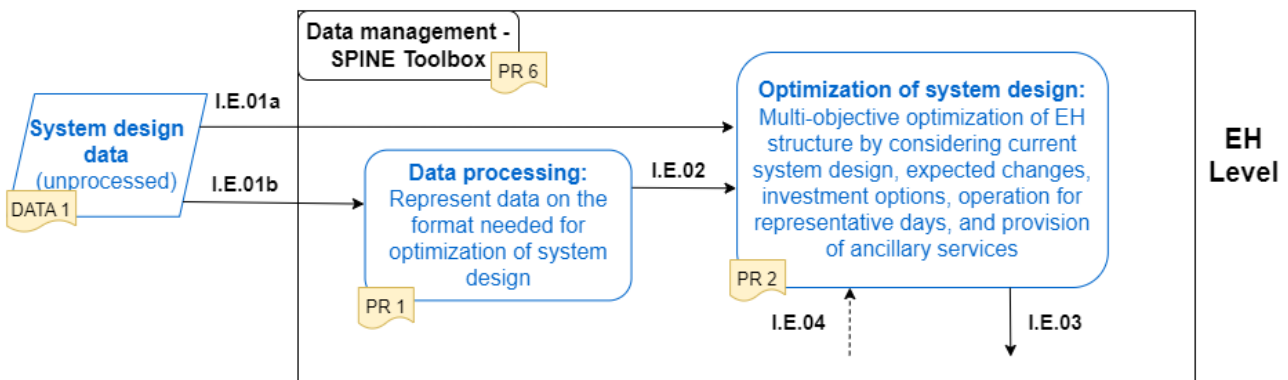 Data management -
SPINE Toolbox
PR 6
I.E.01a
System design
data
(unprocessed)
DATA 1
I.E.01b
Data processing:
Represent data on the
format needed for
optimization of system
design
PR 1
I.E.02
Optimization of system design:
Multi-objective optimization of EH
structure by considering current
system design, expected changes,
investment options, operation for
representative days, and provision
of ancillary services
PR 2
I.E.04
I.E.03
EH
Level